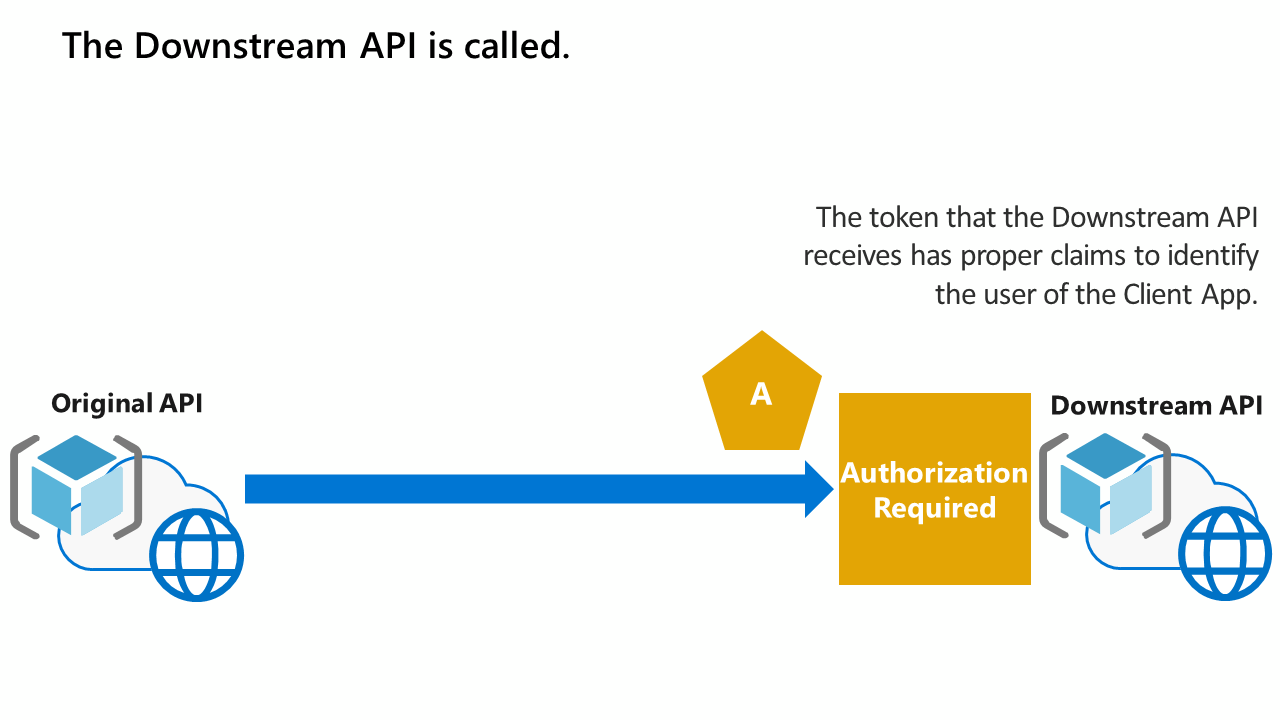 The Downstream API is called.
The token that the Downstream API
receives has proper claims to identify
the user of the Client App.
A
Original API
Authorization
Required
Downstream API